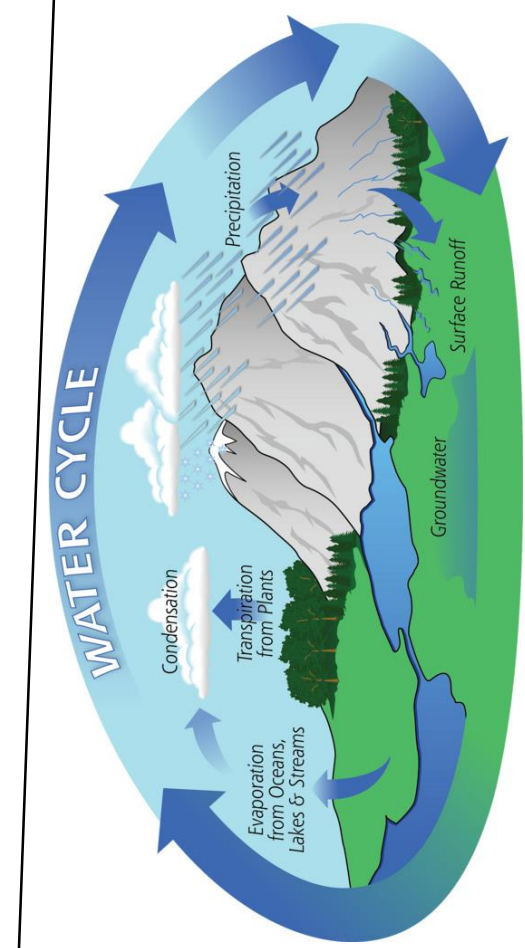 WATER CYCLE
Precipitation
Condensation
Transpiration
from Plants
Evaporation
from Oceans,
Lakes & Streams
Surface Runoff
Groundwater